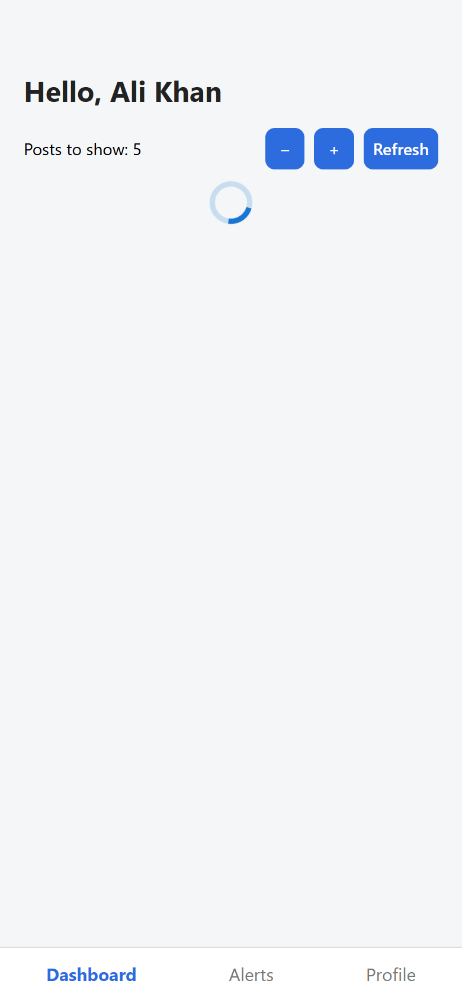 Hello, Ali Khan
Posts to show: 5
− + Refresh
Dashboard Alerts Profile